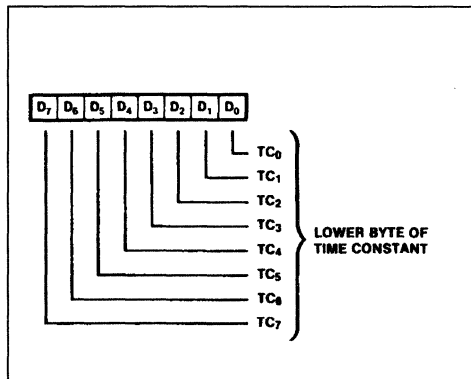 D₇ D₆ D₅ D₄ D₃ D₂ D₁ D₀
TC₀
TC₁
TC₂
TC₃
TC₄
TC₅
TC₆
TC₇
LOWER BYTE OF
TIME CONSTANT